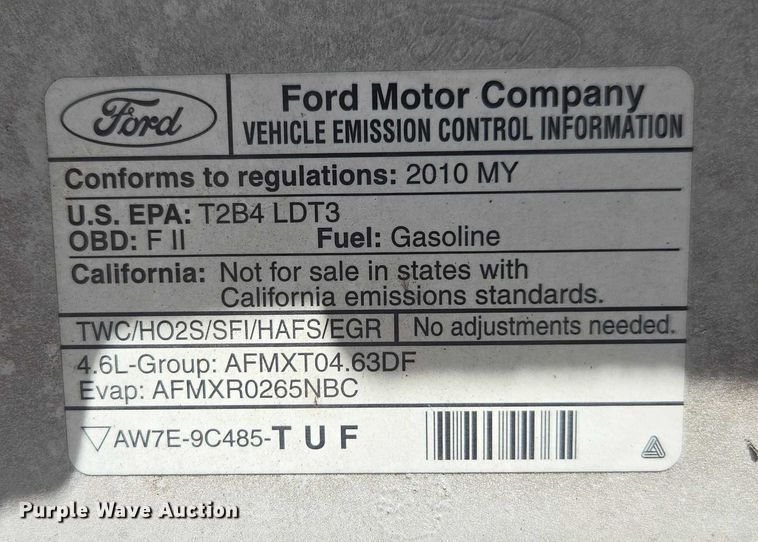 Ford
Ford
Ford Motor Company
VEHICLE EMISSION CONTROL INFORMATION
Conforms to regulations: 2010 MY
U.S. EPA: T2B4 LDT3
OBD: F II Fuel: Gasoline
California: Not for sale in states with
California emissions standards.
TWC/HO2S/SFI/HAFS/EGR No adjustments needed.
4.6L-Group: AFMXT04.63DF
Evap: AFMXR0265NBC
AW7E-9C485-TUF
Purple Wave Auction